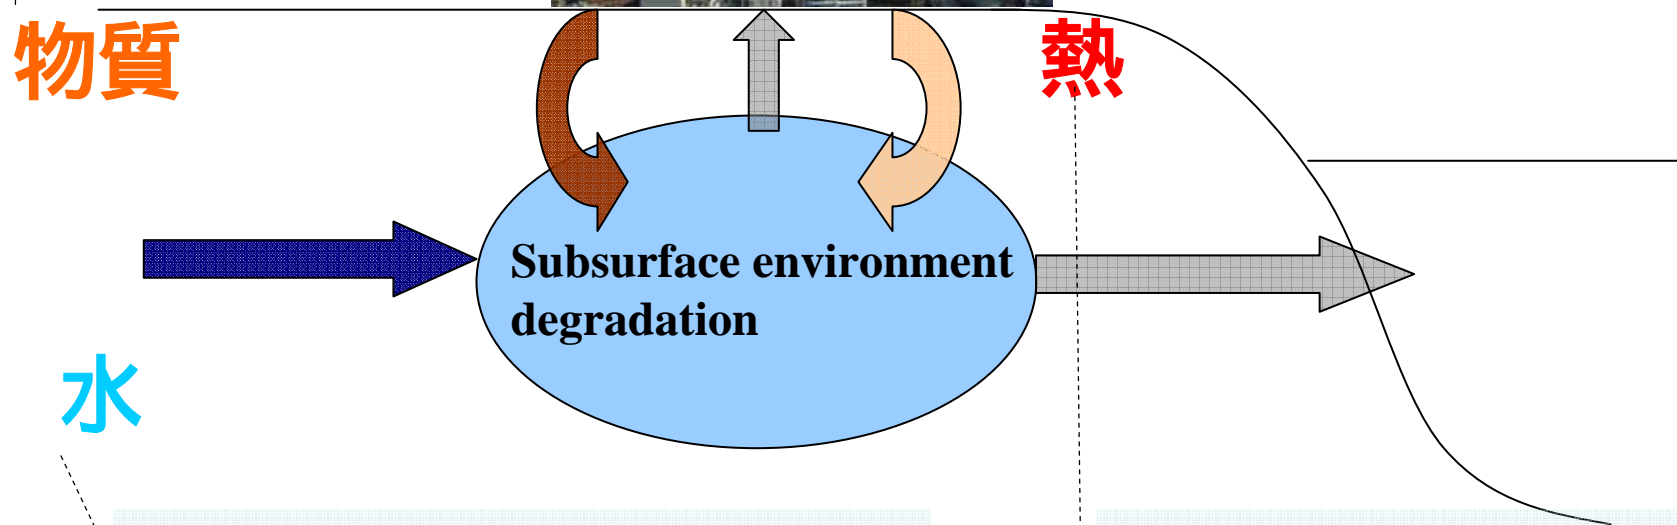 物質
熱
Subsurface environment
degradation
水